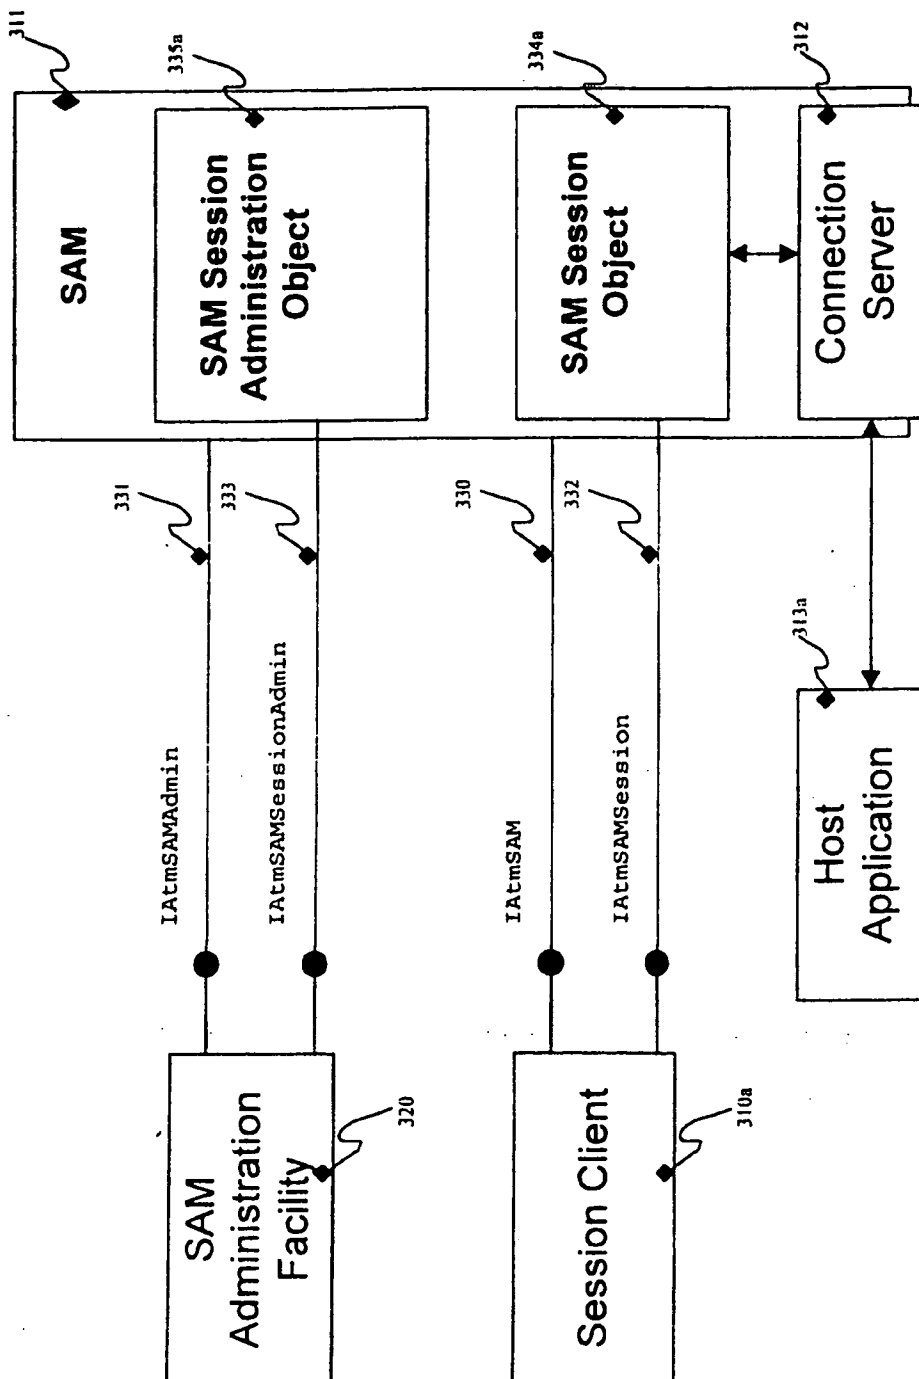 SAM
Administration
Facility
320
IAtmSAMAdmin
331
IAtmSAMSessionAdmin
333
SAM
311
SAM Session
Administration
Object
335a
Session Client
310a
IAtmSAM
330
IAtmSAMSession
332
SAM Session
Object
334a
Host
Application
313a
Connection
Server
312